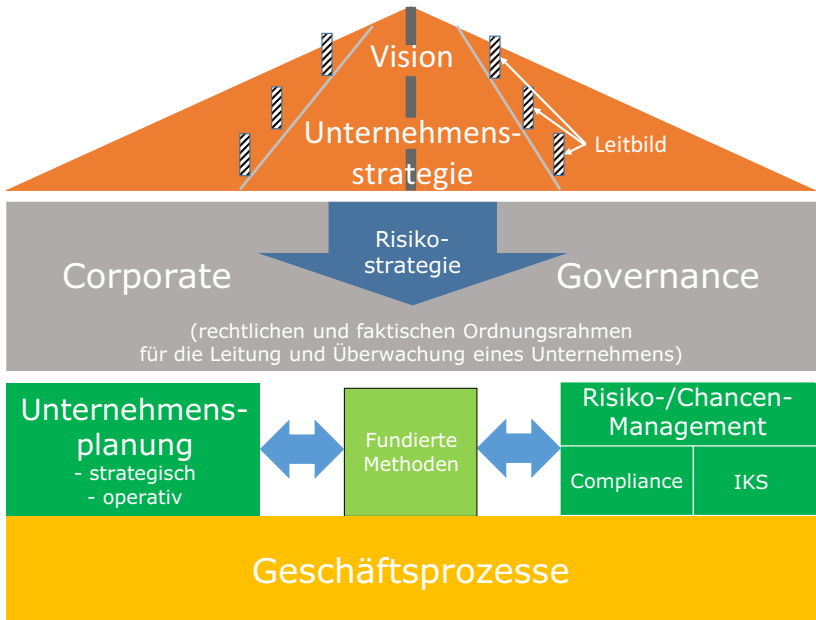 Vision
Unternehmens-
strategie
Leitbild
Risiko-
strategie
Corporate
Governance
(rechtlichen und faktischen Ordnungsrahmen
für die Leitung und Überwachung eines Unternehmens)
Unternehmens-
planung
- strategisch
- operativ
Fundierte
Methoden
Risiko-/Chancen-
Management
Compliance
IKS
Geschäftsprozesse